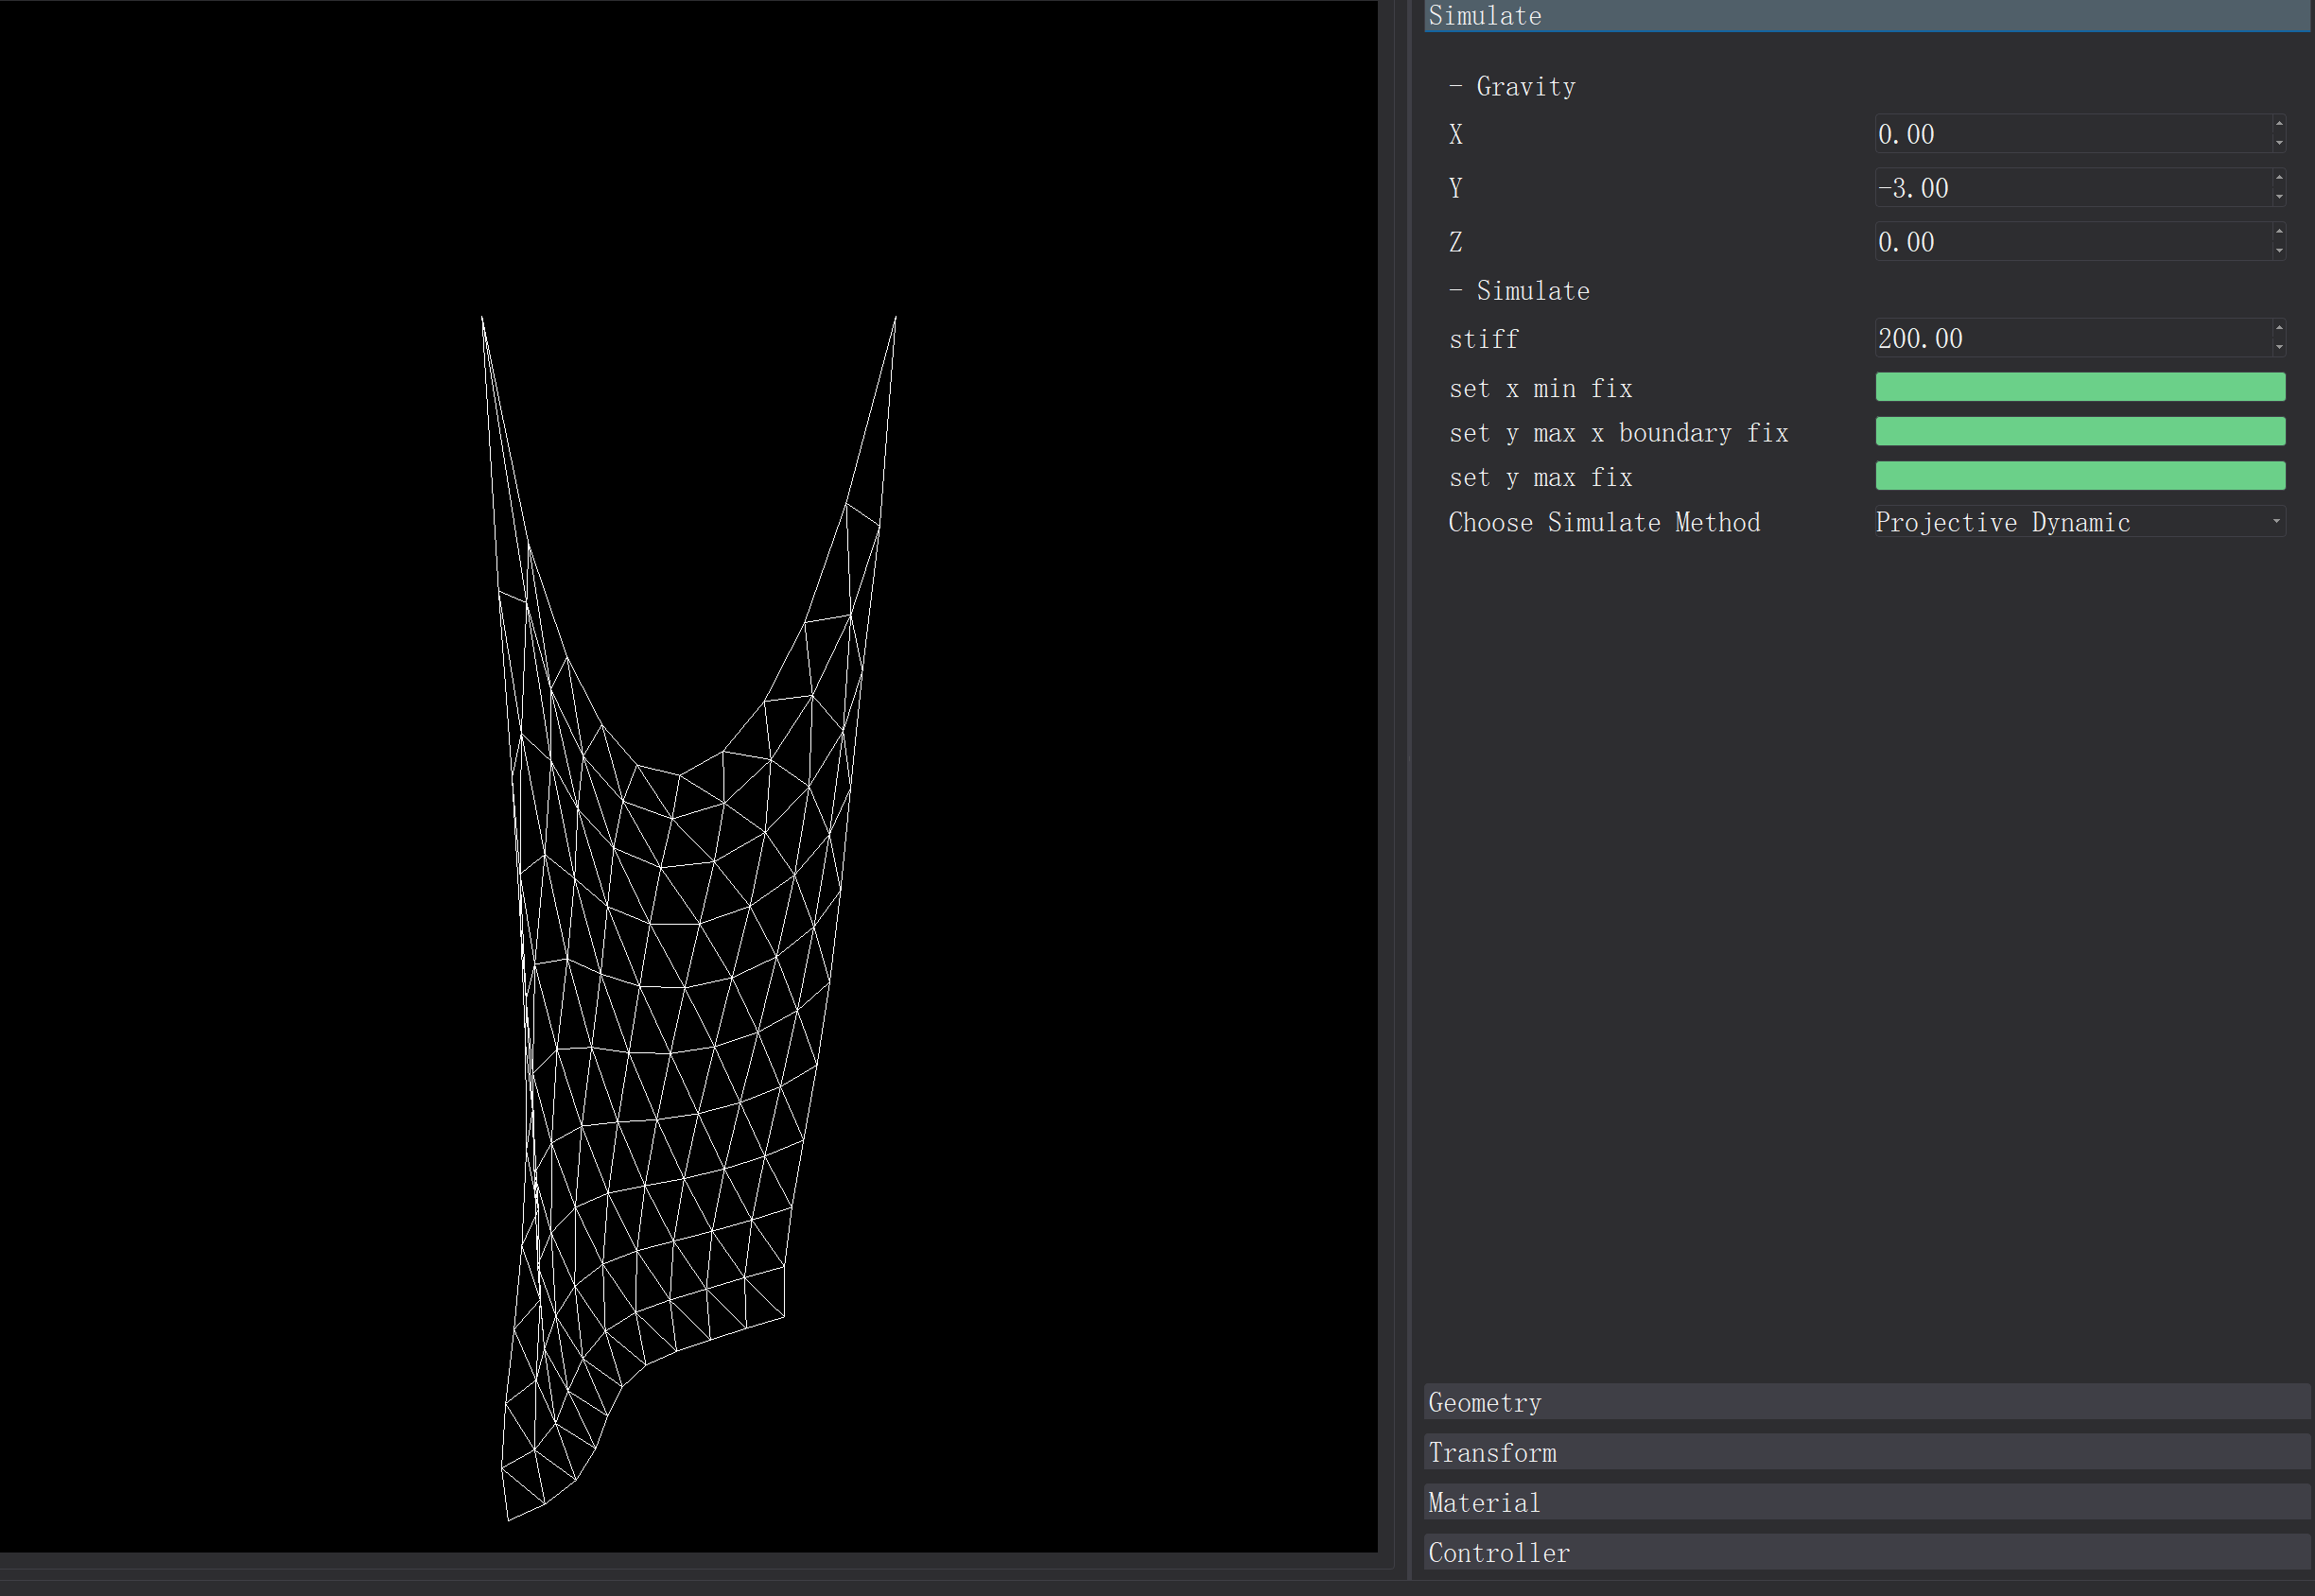 Simulate
- Gravity
X 0.00
Y -3.00
Z 0.00
- Simulate
stiff 200.00
set x min fix
set y max x boundary fix
set y max fix
Choose Simulate Method Projective Dynamic
Geometry
Transform
Material
Controller